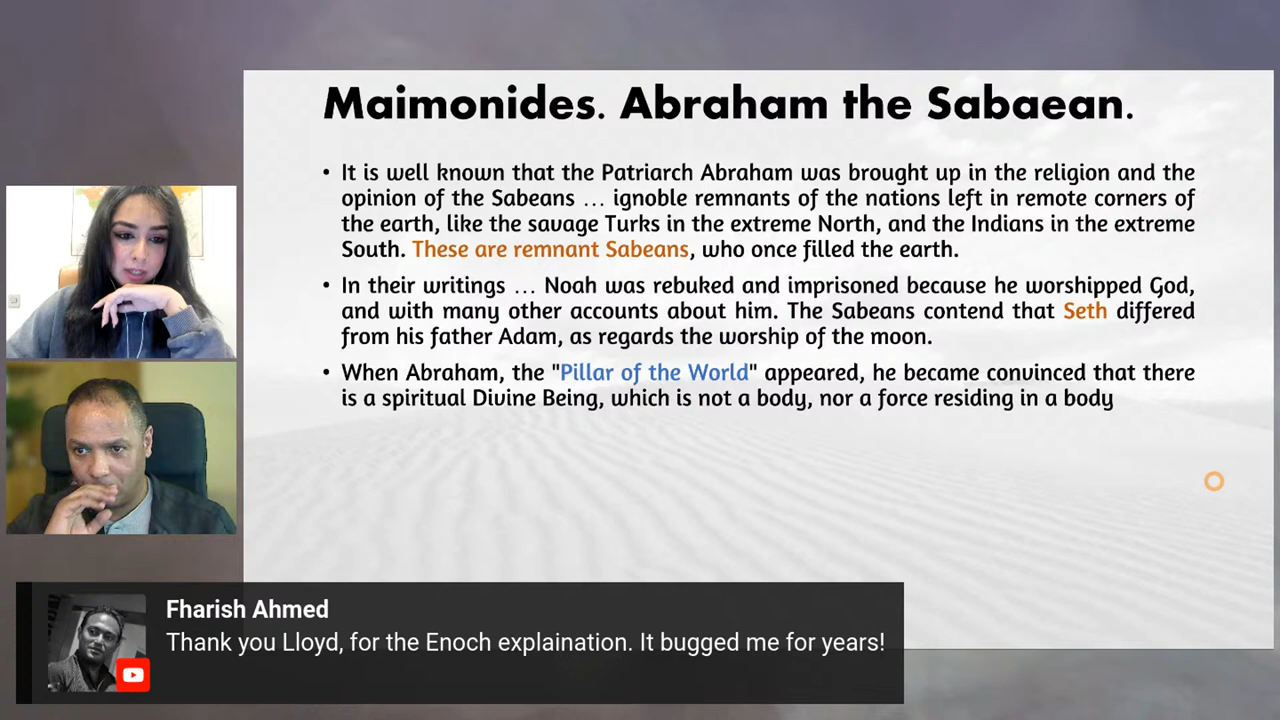 Maimonides. Abraham the Sabaean.
• It is well known that the Patriarch Abraham was brought up in the religion and the
opinion of the Sabeans … ignoble remnants of the nations left in remote corners of
the earth, like the savage Turks in the extreme North, and the Indians in the extreme
South. These are remnant Sabeans, who once filled the earth.
• In their writings … Noah was rebuked and imprisoned because he worshipped God,
and with many other accounts about him. The Sabeans contend that Seth differed
from his father Adam, as regards the worship of the moon.
• When Abraham, the "Pillar of the World" appeared, he became convinced that there
is a spiritual Divine Being, which is not a body, nor a force residing in a body
Fharish Ahmed
Thank you Lloyd, for the Enoch explaination. It bugged me for years!